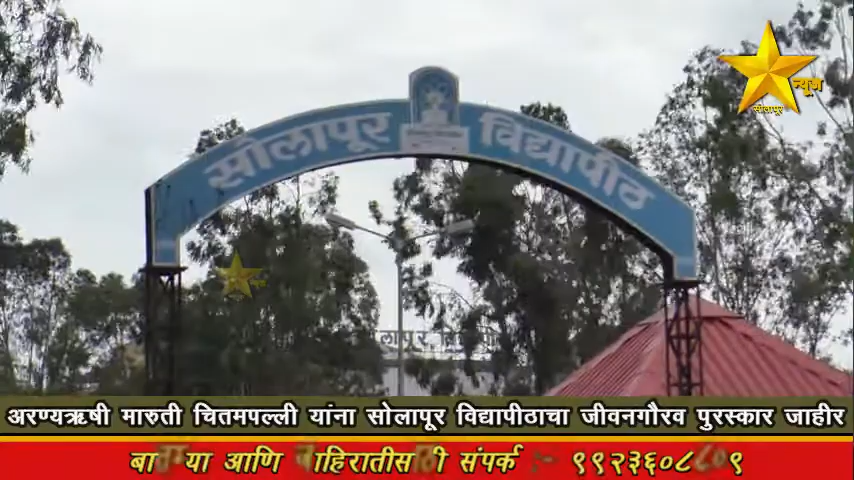 न्यूज
सोलापूर
सोलापूर विद्यापीठ
अरण्यऋषी मारुती चितमपल्ली यांना सोलापूर विद्यापीठाचा जीवनगौरव पुरस्कार जाहीर
आणि संपर्क :-